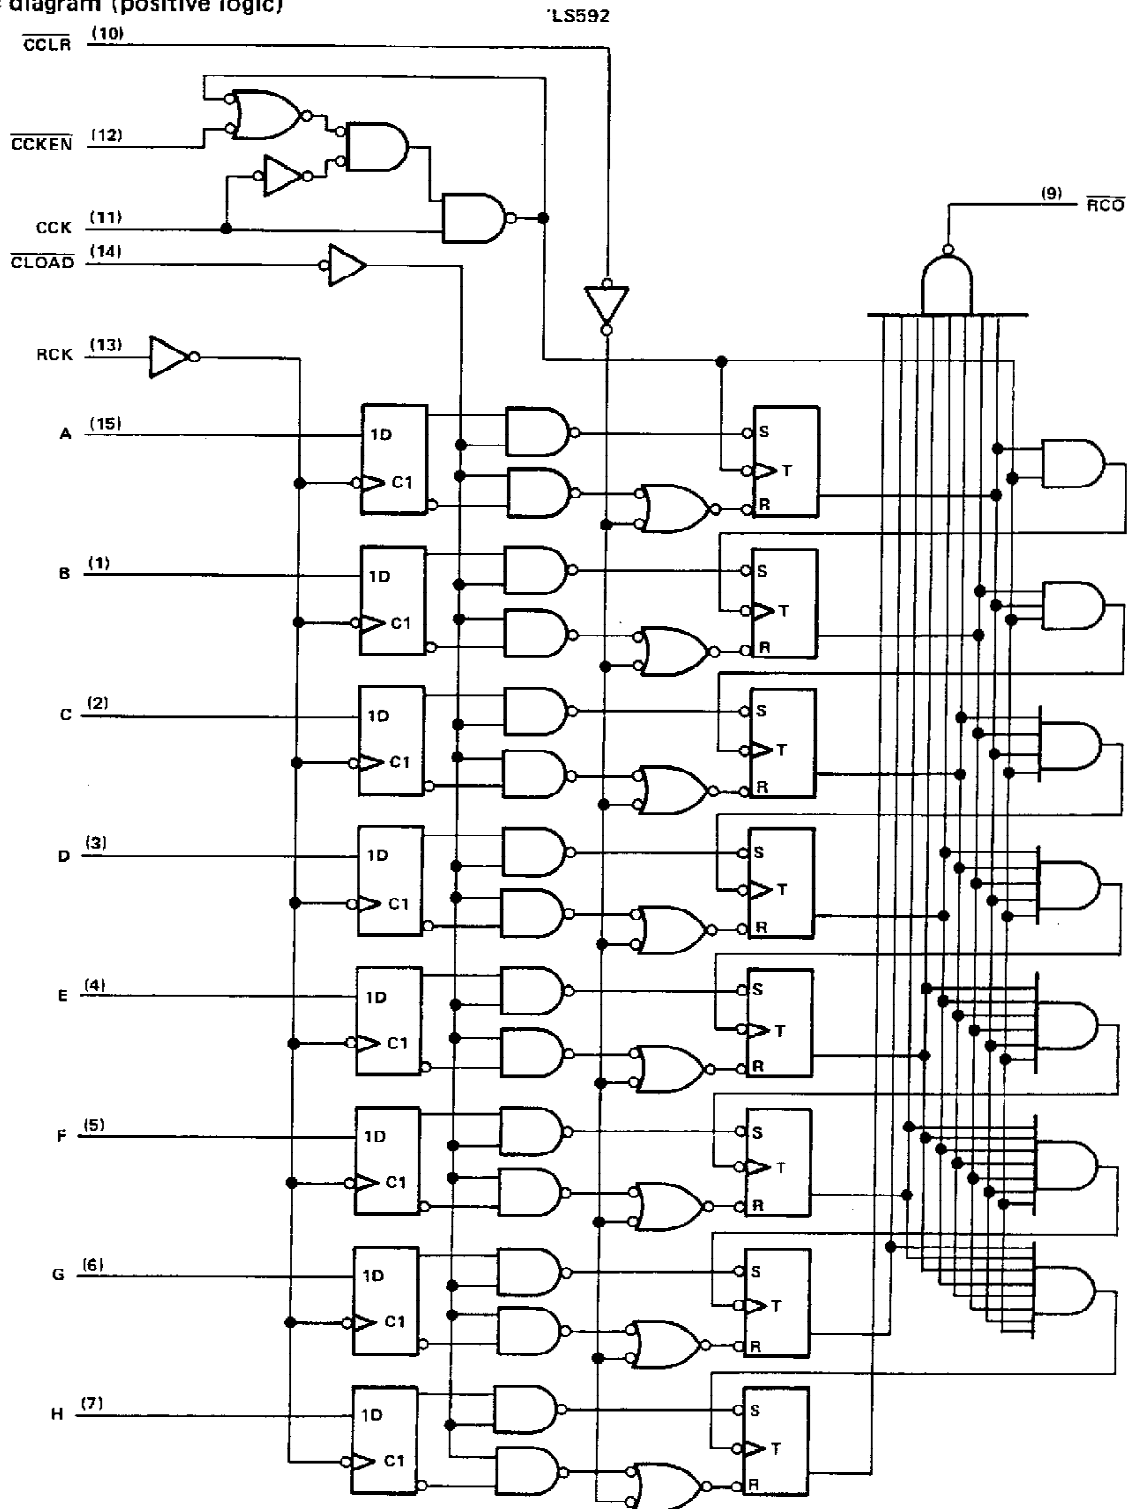 diagram (positive logic)
'LS592
CCLR (10)
CCKEN (12)
CCK (11)
CLOAD (14)
(9) RCO
RCK (13)
A (15) 1D C1 S T R
B (1) 1D C1 S T R
C (2) 1D C1 S T R
D (3) 1D C1 S T R
E (4) 1D C1 S T R
F (5) 1D C1 S T R
G (6) 1D C1 S T R
H (7) 1D C1 S T R